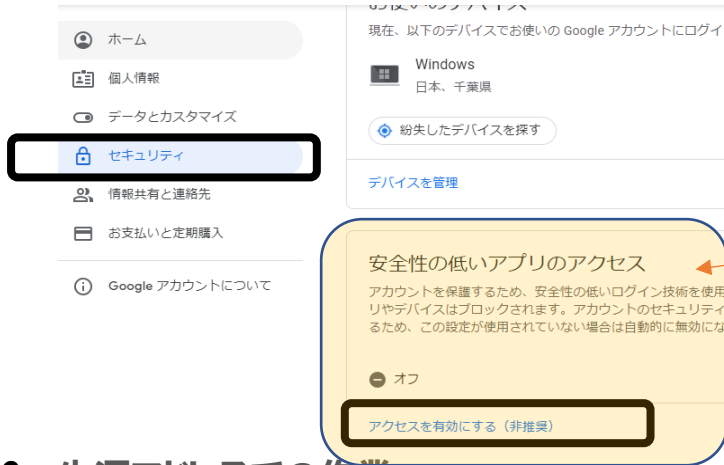 ホーム
個人情報
データとカスタマイズ
セキュリティ
情報共有と連絡先
お支払いと定期購入
Google アカウントについて
現在、以下のデバイスでお使いの Google アカウントにログイ
Windows
日本、千葉県
紛失したデバイスを探す
デバイスを管理
安全性の低いアプリのアクセス
アカウントを保護するため、安全性の低いログイン技術を使用
リやデバイスはブロックされます。アカウントのセキュリティ
るため、この設定が使用されていない場合は自動的に無効にな
オフ
アクセスを有効にする（非推奨）